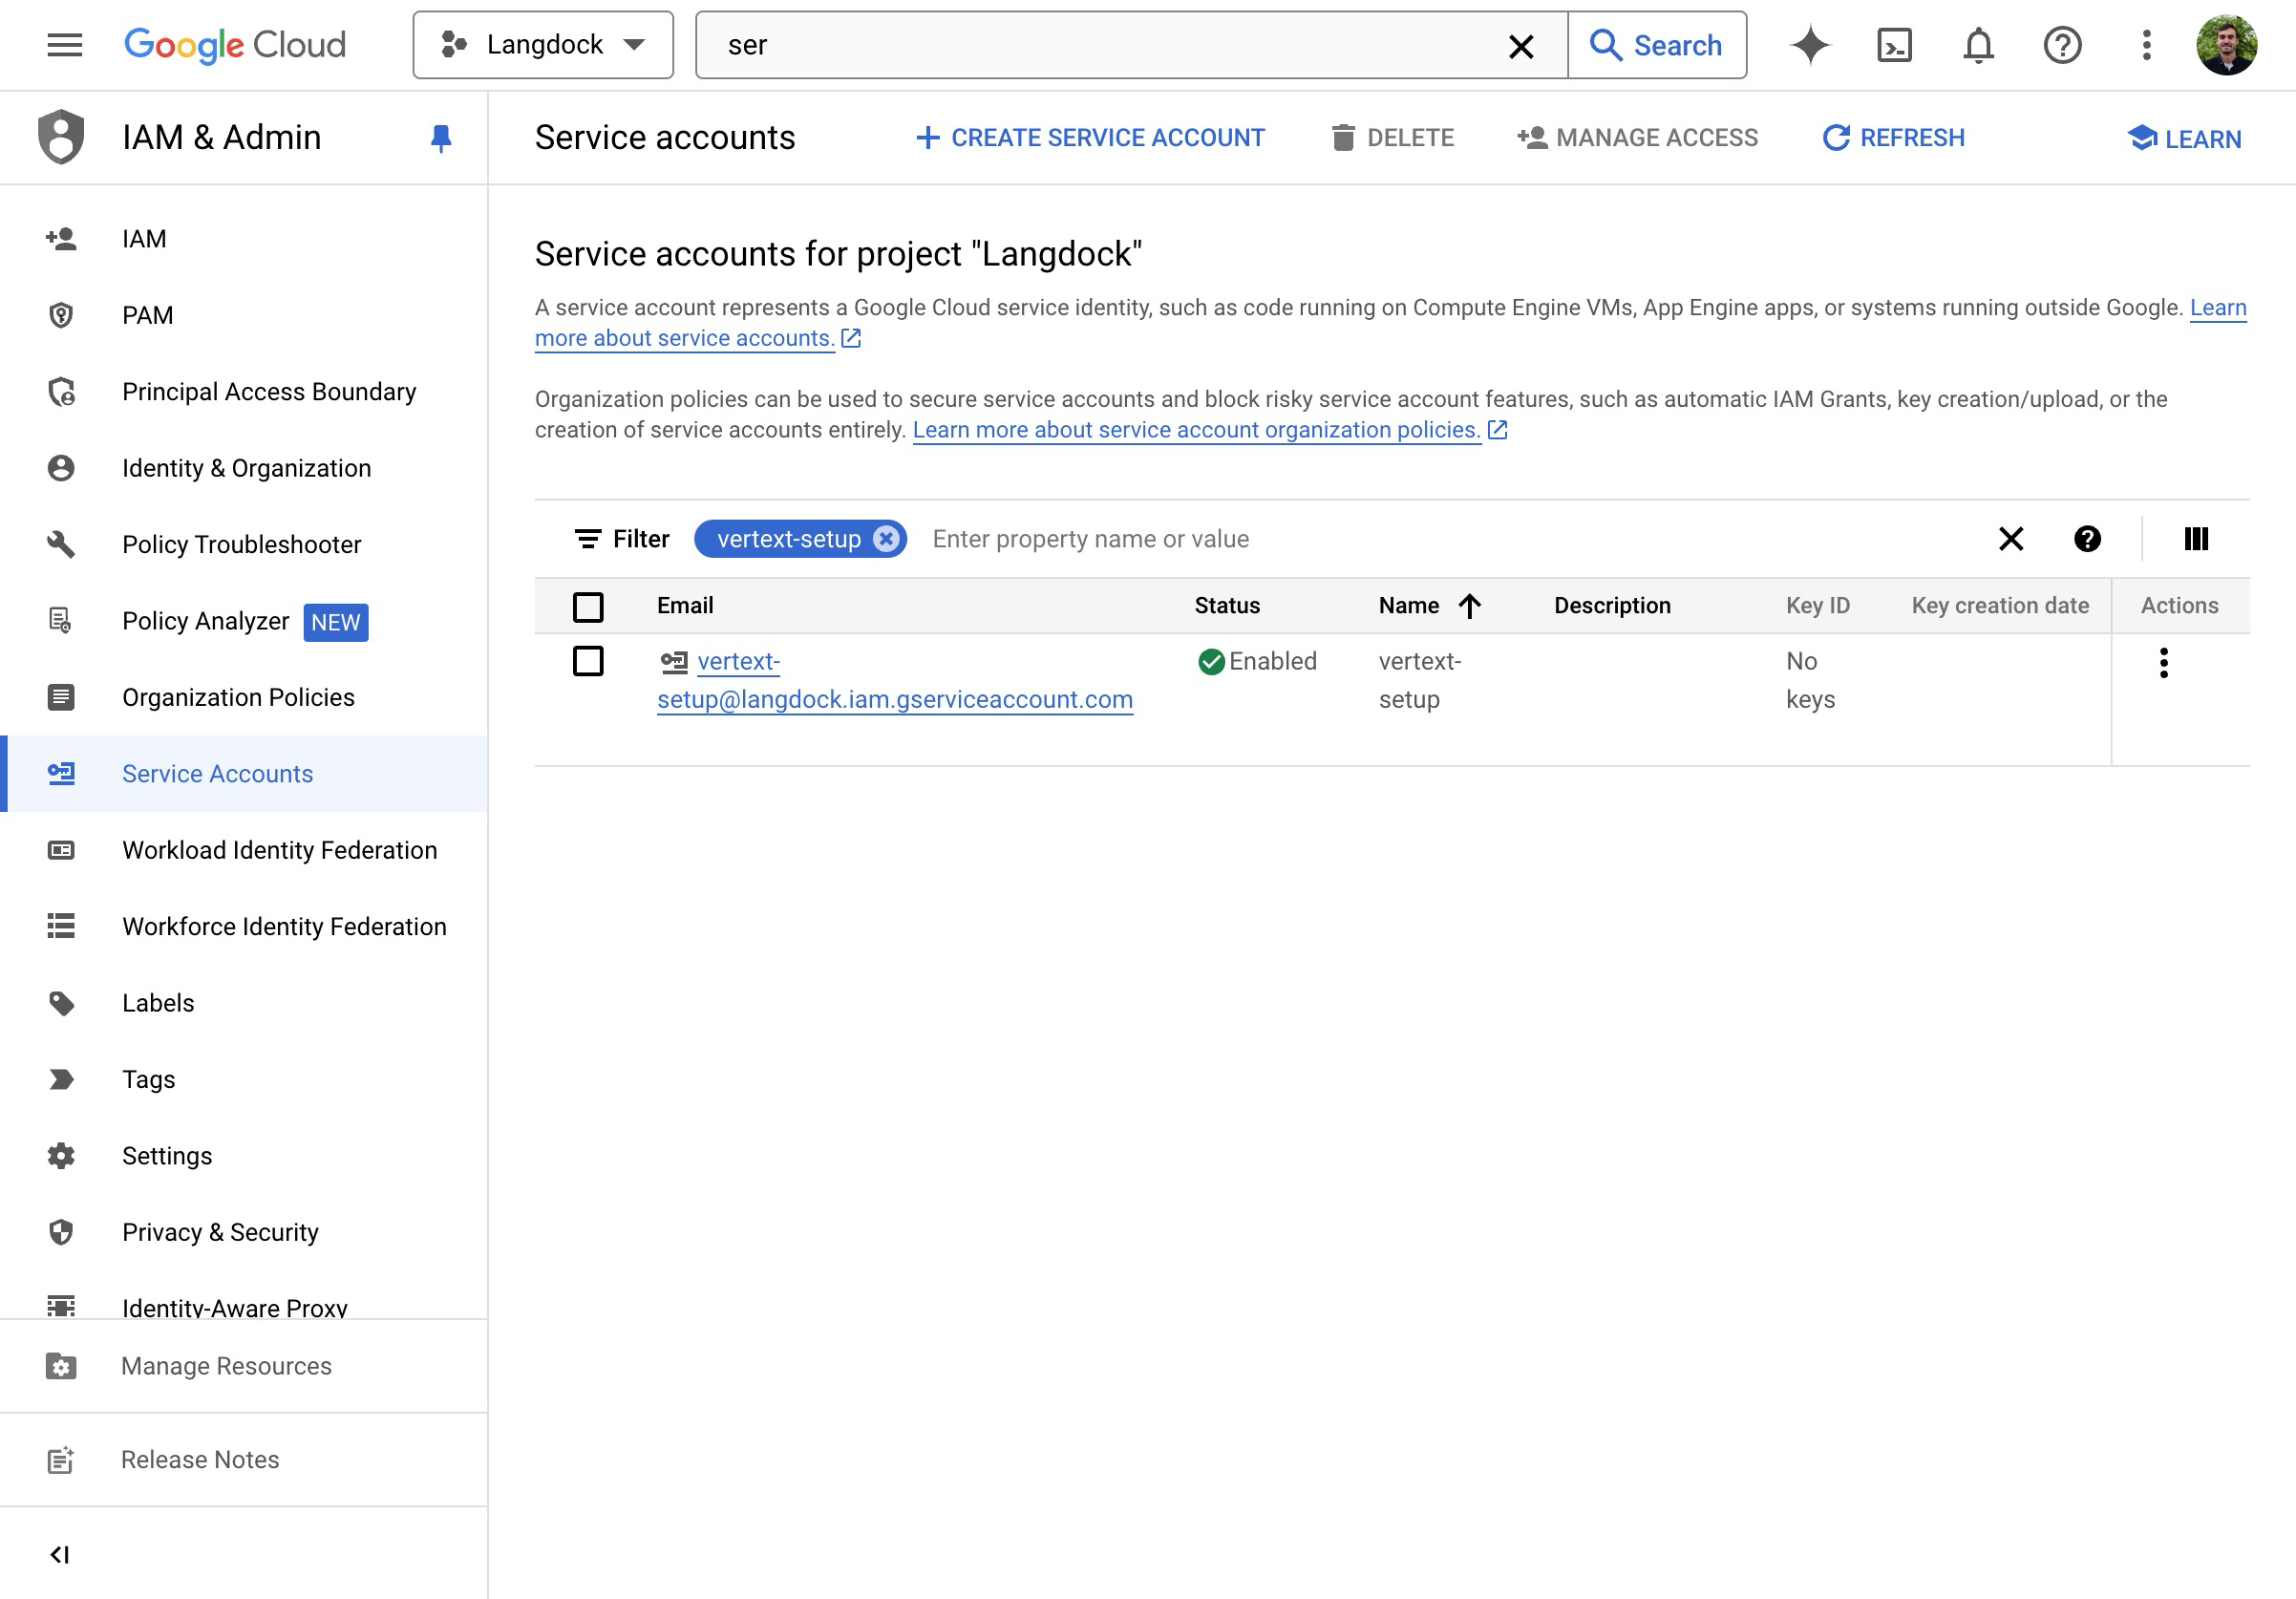 Google Cloud
Langdock
ser
Search
IAM & Admin
Service accounts
CREATE SERVICE ACCOUNT
DELETE
MANAGE ACCESS
REFRESH
LEARN
IAM
PAM
Principal Access Boundary
Identity & Organization
Policy Troubleshooter
Policy Analyzer NEW
Organization Policies
Service Accounts
Workload Identity Federation
Workforce Identity Federation
Labels
Tags
Settings
Privacy & Security
Identity-Aware Proxy
Manage Resources
Release Notes
Service accounts for project "Langdock"
A service account represents a Google Cloud service identity, such as code running on Compute Engine VMs, App Engine apps, or systems running outside Google. Learn
more about service accounts.
Organization policies can be used to secure service accounts and block risky service account features, such as automatic IAM Grants, key creation/upload, or the
creation of service accounts entirely. Learn more about service account organization policies.
Filter vertext-setup Enter property name or value
Email Status Name Description Key ID Key creation date Actions
vertext- Enabled vertext- No
setup@langdock.iam.gserviceaccount.com setup keys